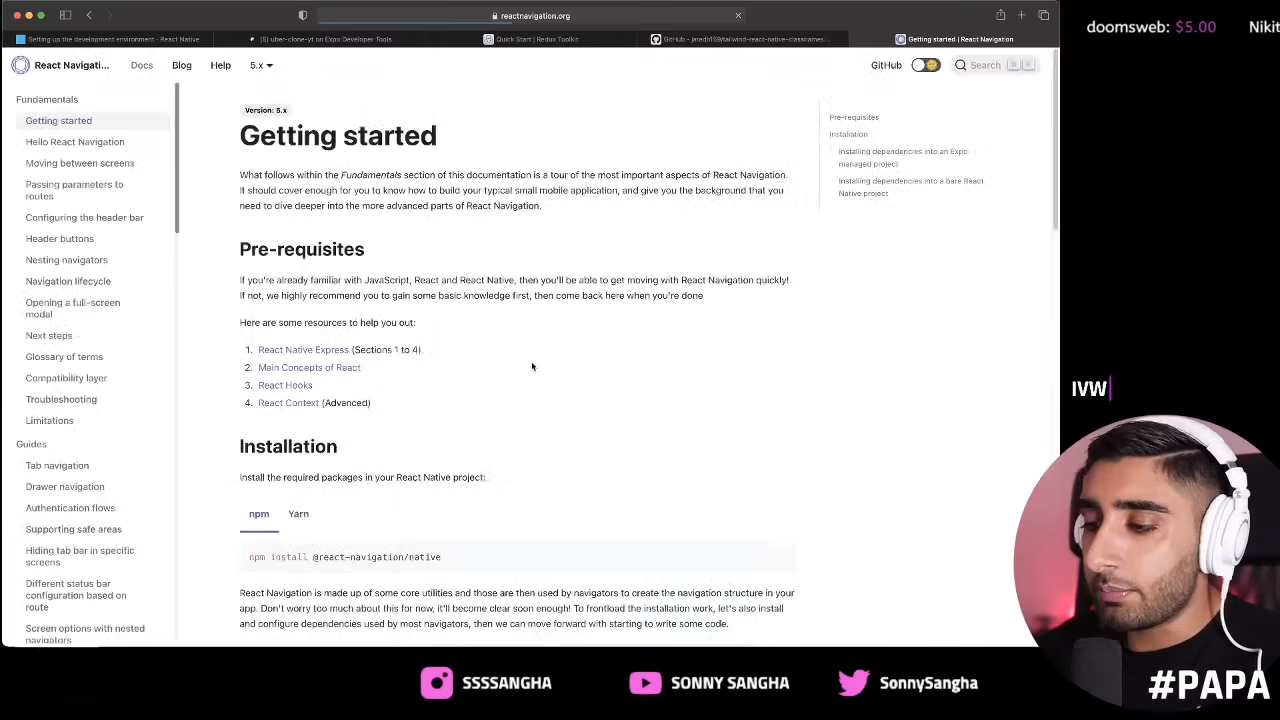 reactnavigation.org
doomsweb: $5.00
Nikit
Setting up the development environment · React Native
(5) uber-clone-yt on Expo Developer Tools
Quick Start | Redux Toolkit
GitHub - jaredh159/tailwind-react-native-classnames:...
Getting started | React Navigation
React Navigati...
Docs
Blog
Help
5.x
GitHub
Search
Fundamentals
Getting started
Hello React Navigation
Moving between screens
Passing parameters to
routes
Configuring the header bar
Header buttons
Nesting navigators
Navigation lifecycle
Opening a full-screen
modal
Next steps
Glossary of terms
Compatibility layer
Troubleshooting
Limitations
Guides
Tab navigation
Drawer navigation
Authentication flows
Supporting safe areas
Hiding tab bar in specific
screens
Different status bar
configuration based on
route
Screen options with nested
navigators
Version: 5.x
Getting started
What follows within the Fundamentals section of this documentation is a tour of the most important aspects of React Navigation.
It should cover enough for you to know how to build your typical small mobile application, and give you the background that you
need to dive deeper into the more advanced parts of React Navigation.
Pre-requisites
If you're already familiar with JavaScript, React and React Native, then you'll be able to get moving with React Navigation quickly!
If not, we highly recommend you to gain some basic knowledge first, then come back here when you're done
Here are some resources to help you out:
1. React Native Express (Sections 1 to 4)
2. Main Concepts of React
3. React Hooks
4. React Context (Advanced)
Installation
Install the required packages in your React Native project:
npm
Yarn
npm install @react-navigation/native
React Navigation is made up of some core utilities and those are then used by navigators to create the navigation structure in your
app. Don't worry too much about this for now, it'll become clear soon enough! To frontload the installation work, let's also install
and configure dependencies used by most navigators, then we can move forward with starting to write some code.
Pre-requisites
Installation
Installing dependencies into an Expo
managed project
Installing dependencies into a bare React
Native project
IVW
SSSSANGHA
SONNY SANGHA
SonnySangha
#PAPA